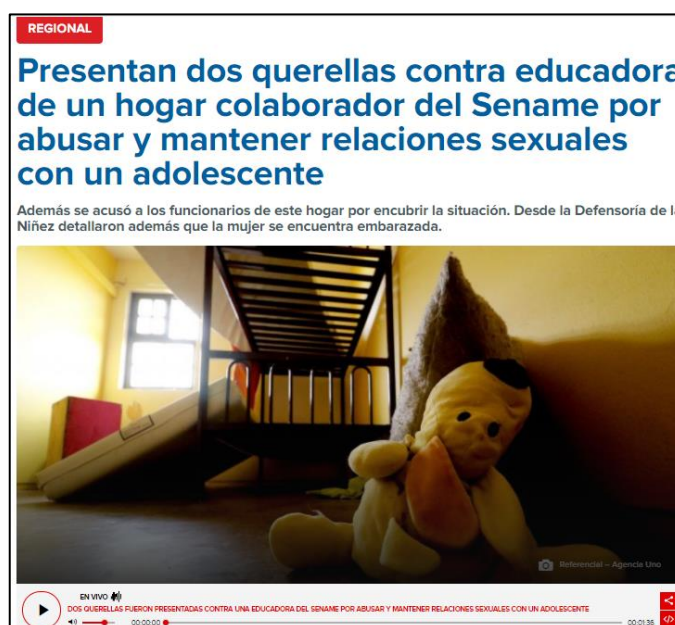 REGIONAL
Presentan dos querellas contra educadora
de un hogar colaborador del Sename por
abusar y mantener relaciones sexuales
con un adolescente
Además se acusó a los funcionarios de este hogar por encubrir la situación. Desde la Defensoría de la
Niñez detallaron además que la mujer se encuentra embarazada.
Referencial – Agencia Uno
EN VIVO
DOS QUERELLAS FUERON PRESENTADAS CONTRA UNA EDUCADORA DEL SENAME POR ABUSAR Y MANTENER RELACIONES SEXUALES CON UN ADOLESCENTE
00:00:00
00:01:36